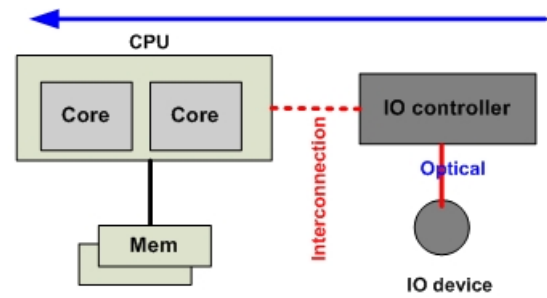 CPU
Core
Core
IO controller
Interconnection
Optical
Mem
IO device